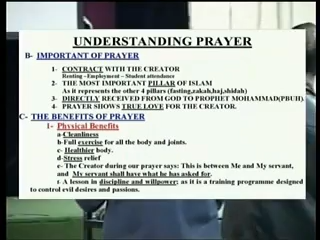 UNDERSTANDING PRAYER
B- IMPORTANT OF PRAYER
1- CONTRACT WITH THE CREATOR
Renting - Employment - Student attendance
2- THE MOST IMPORTANT PILLAR OF ISLAM
As it represents the other 4 pillars (fasting,zakah,haj,shidah)
3- DIRECTLY RECEIVED FROM GOD TO PROPHET MOHAMMAD(PBUH).
4- PRAYER SHOWS TRUE LOVE FOR THE CREATOR.
C- THE BENEFITS OF PRAYER
1- Physical Benefits
a-Cleanliness
b-Full exercise for all the body and joints.
c- Healthier body.
d-Stress relief
e- The Creator during our prayer says: This is between Me and My servant,
and My servant shall have what he has asked for.
f- A lesson in discipline and willpower; as it is a training programme designed
to control evil desires and passions.